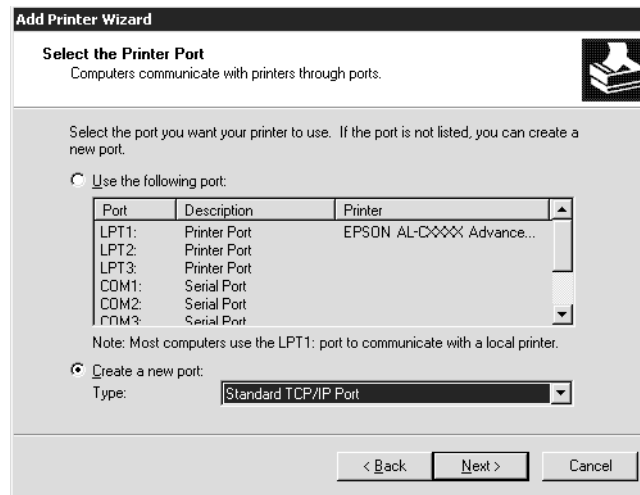 Add Printer Wizard
Select the Printer Port
Computers communicate with printers through ports.
Select the port you want your printer to use. If the port is not listed, you can create a
new port.
Use the following port:
Port Description Printer
LPT1: Printer Port EPSON AL-CXXXX Advance...
LPT2: Printer Port
LPT3: Printer Port
COM1: Serial Port
COM2: Serial Port
COM3: Serial Port
Note: Most computers use the LPT1: port to communicate with a local printer.
Create a new port:
Type: Standard TCP/IP Port
< Back Next > Cancel